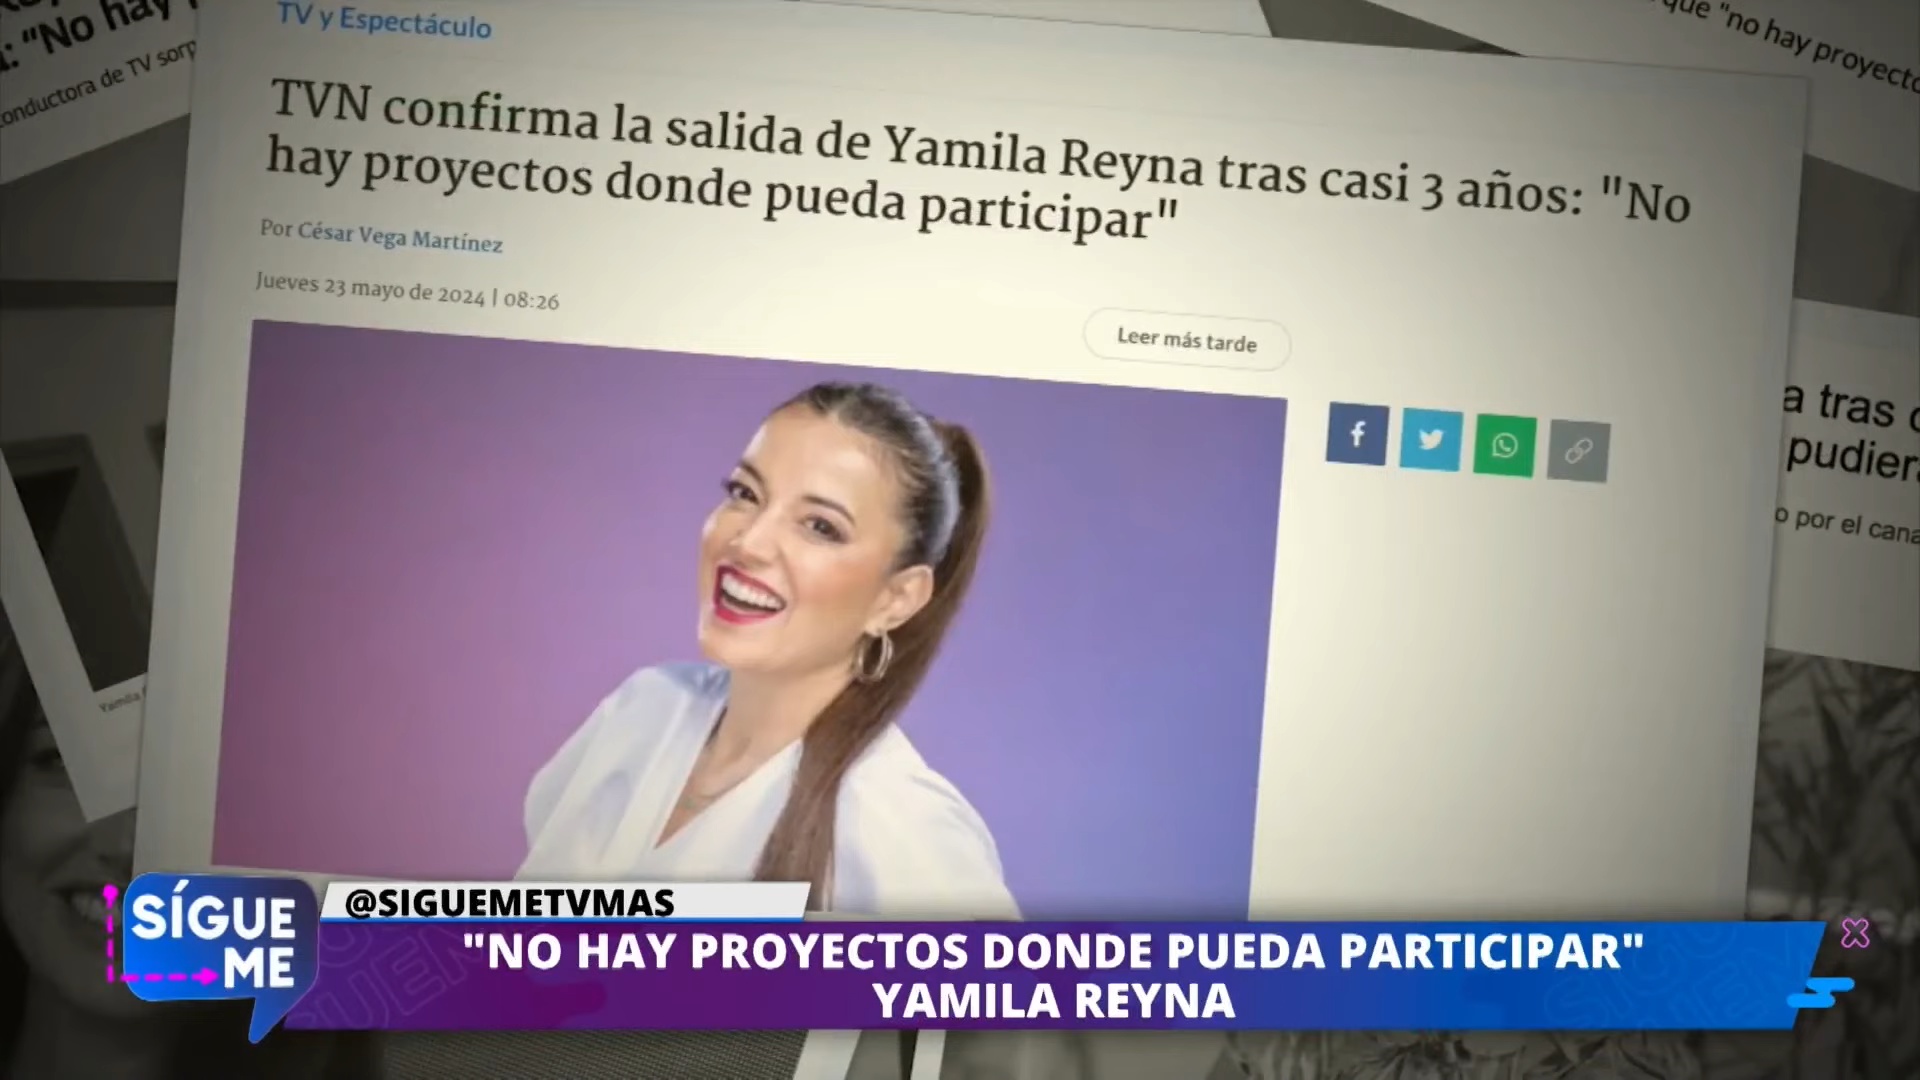 TV y Espectáculo
TVN confirma la salida de Yamila Reyna tras casi 3 años: "No
hay proyectos donde pueda participar"
Por César Vega Martínez
Jueves 23 mayo de 2024 | 08:26
Leer más tarde
: "No hay
conductora de TV sorp
que "no hay proyecto
a tras
pudier
o por el cana
Yamila
SÍGUE
ME
@SIGUEMETVMAS
"NO HAY PROYECTOS DONDE PUEDA PARTICIPAR"
YAMILA REYNA